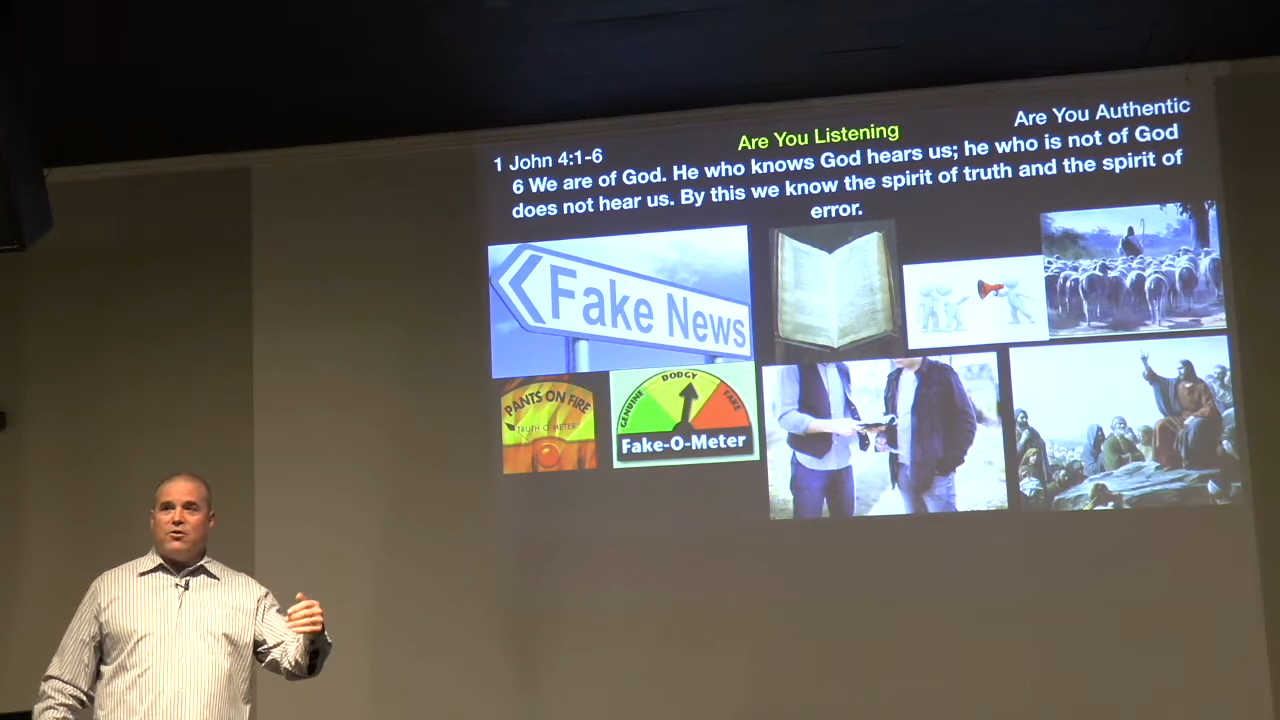 Are You Authentic
Are You Listening
1 John 4:1-6
6 We are of God. He who knows God hears us; he who is not of God
does not hear us. By this we know the spirit of truth and the spirit of
error.
Fake News
PANTS ON FIRE
TRUTH-O-METER
GENUINE
DODGY
FAKE
Fake-O-Meter